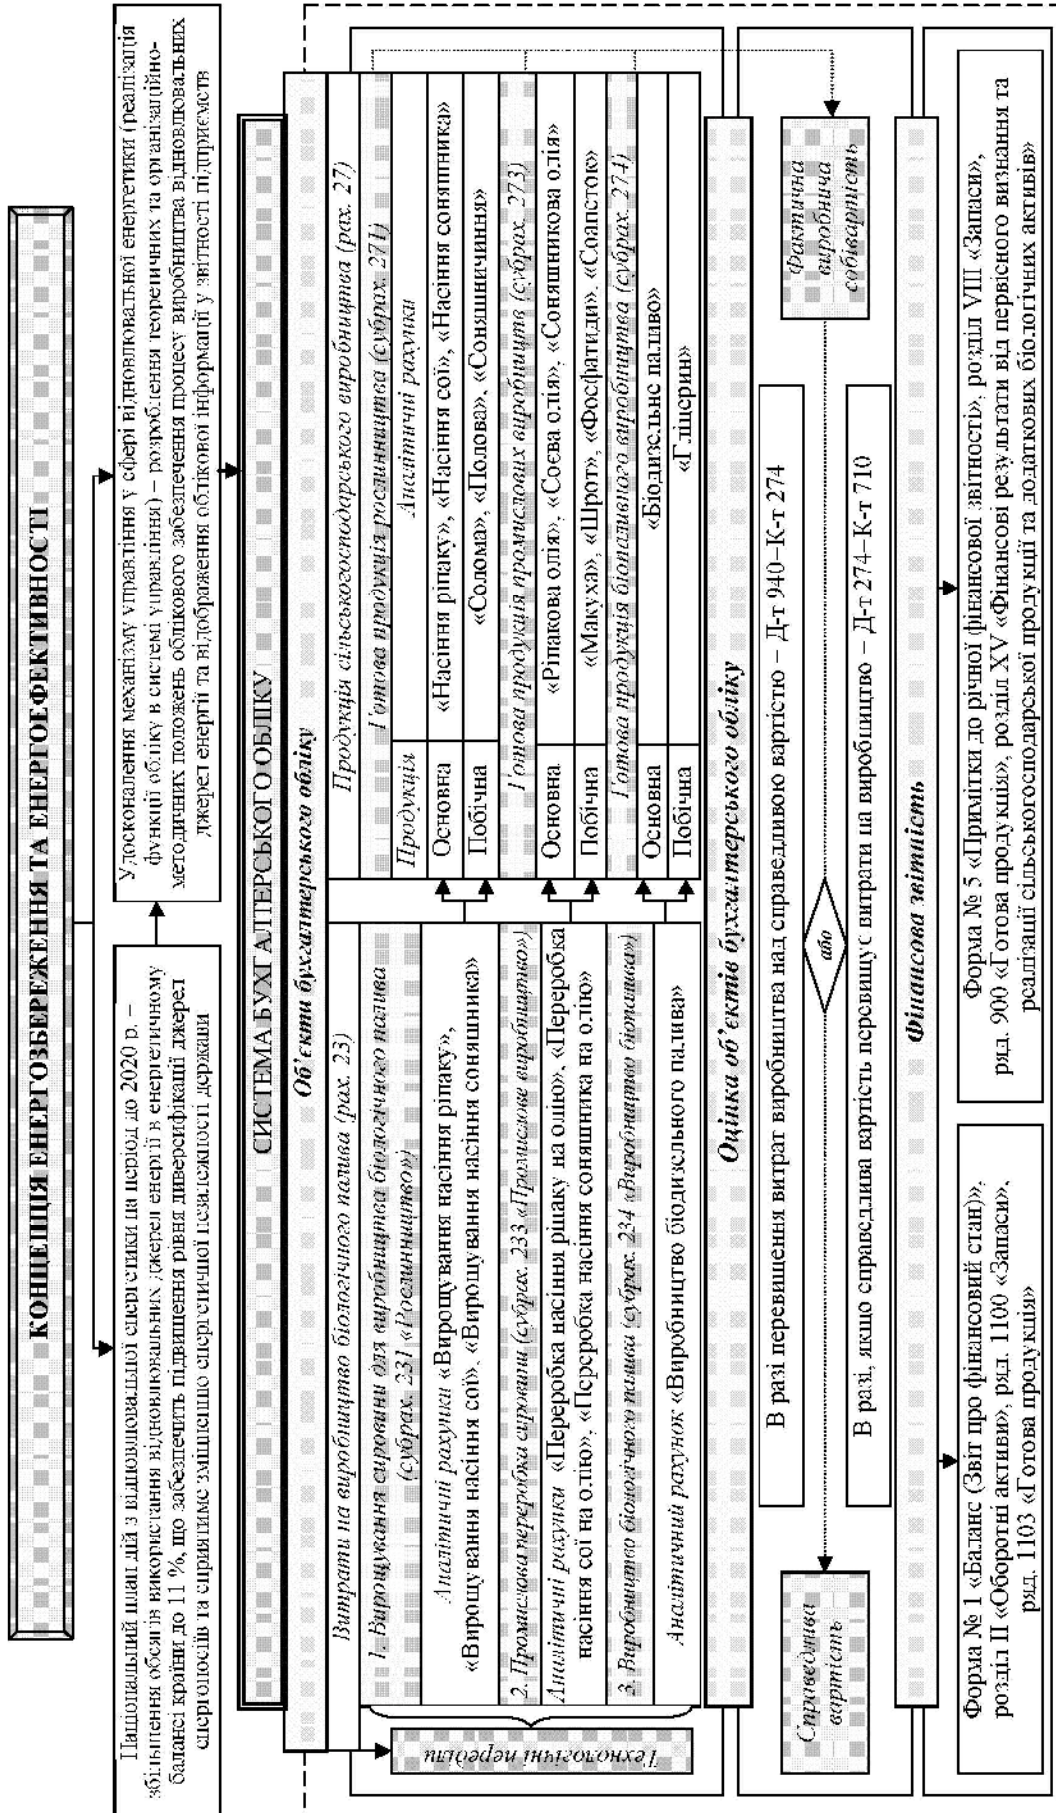 КОНЦЕПЦІЯ ЕНЕРГОЗБЕРЕЖЕННЯ ТА ЕНЕРГОЕФЕКТИВНОСТІ
Національний план дій з відновлювальної енергетики на період до 2020 р. –
збільшення обсягів використання відновлювальних джерел енергії в енергетичному
балансі країни до 11 %, що забезпечить підвищення рівня диверсифікації джерел
енергоносіїв та сприятиме зміцненню енергетичної незалежності держави
Удосконалення механізму управління у сфері відновлювальної енергетики (реалізація
функції обліку в системі управління) – розроблення теоретичних та організаційно-
методичних положень облікового забезпечення процесу виробництва відновлювальних
джерел енергії та відображення облікової інформації у звітності підприємств
СИСТЕМА БУХГАЛТЕРСЬКОГО ОБЛІКУ
Об’єкти бухгалтерського обліку
Технологічні переділи
Витрати на виробництво біологічного палива (рах. 23)
1. Вирощування сировини для виробництва біологічного палива
(субрах. 231 «Рослинництво»)
Аналітичні рахунки «Вирощування насіння ріпаку»,
«Вирощування насіння сої», «Вирощування насіння соняшника»
2. Промислова переробка сировини (субрах. 233 «Промислове виробництво»)
Аналітичні рахунки «Переробка насіння ріпаку на олію», «Переробка
насіння сої на олію», «Переробка насіння соняшника на олію»
3. Виробництво біологічного палива (субрах. 234 «Виробництво біопалива»)
Аналітичний рахунок «Виробництво біодизельного палива»
Продукція сільськогосподарського виробництва (рах. 27)
Готова продукція рослинництва (субрах. 271)
Продукція
Аналітичні рахунки
Основна
«Насіння ріпаку», «Насіння сої», «Насіння соняшника»
Побічна
«Солома», «Полова», «Соняшничиння»
Готова продукція промислових виробництв (субрах. 273)
Основна
«Ріпакова олія», «Соєва олія», «Соняшникова олія»
Побічна
«Макуха», «Шрот», «Фосфатиди», «Соапсток»
Готова продукція біопаливного виробництва (субрах. 274)
Основна
«Біодизельне паливо»
Побічна
«Гліцерин»
Оцінка об’єктів бухгалтерського обліку
Справедлива
вартість
В разі перевищення витрат виробництва над справедливою вартістю – Д-т 940–К-т 274
або
В разі, якщо справедлива вартість перевищує витрати на виробництво – Д-т 274–К-т 710
Фактична
виробнича
собівартість
Фінансова звітність
Форма № 1 «Баланс (Звіт про фінансовий стан)»,
розділ II «Оборотні активи», ряд. 1100 «Запаси»,
ряд. 1103 «Готова продукція»
Форма № 5 «Примітки до річної фінансової звітності», розділ VIII «Запаси»,
ряд. 900 «Готова продукція», розділ XV «Фінансові результати від первісного визнання та
реалізації сільськогосподарської продукції та додаткових біологічних активів»